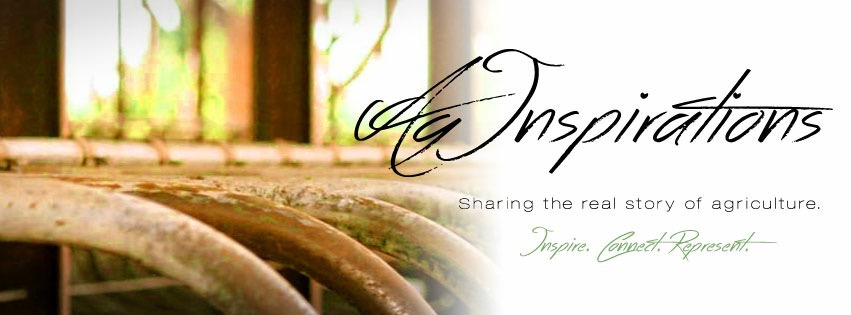 AgInspirations
Sharing the real story of agriculture.
Inspire. Connect. Represent.